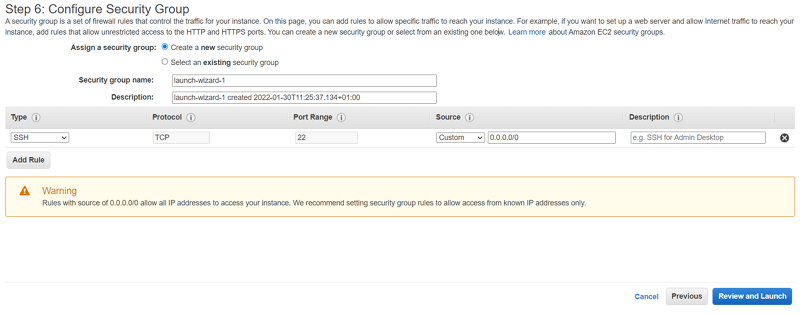 Step 6: Configure Security Group
A security group is a set of firewall rules that control the traffic for your instance. On this page, you can add rules to allow specific traffic to reach your instance. For example, if you want to set up a web server and allow Internet traffic to reach your
instance, add rules that allow unrestricted access to the HTTP and HTTPS ports. You can create a new security group or select from an existing one below. Learn more about Amazon EC2 security groups.
Assign a security group: Create a new security group
Select an existing security group
Security group name: launch-wizard-1
Description: launch-wizard-1 created 2022-01-30T11:25:37.134+01:00
Type i Protocol i Port Range i Source i Description i
SSH TCP 22 Custom 0.0.0.0/0 e.g. SSH for Admin Desktop
Add Rule
Warning
Rules with source of 0.0.0.0/0 allow all IP addresses to access your instance. We recommend setting security group rules to allow access from known IP addresses only.
Cancel Previous Review and Launch